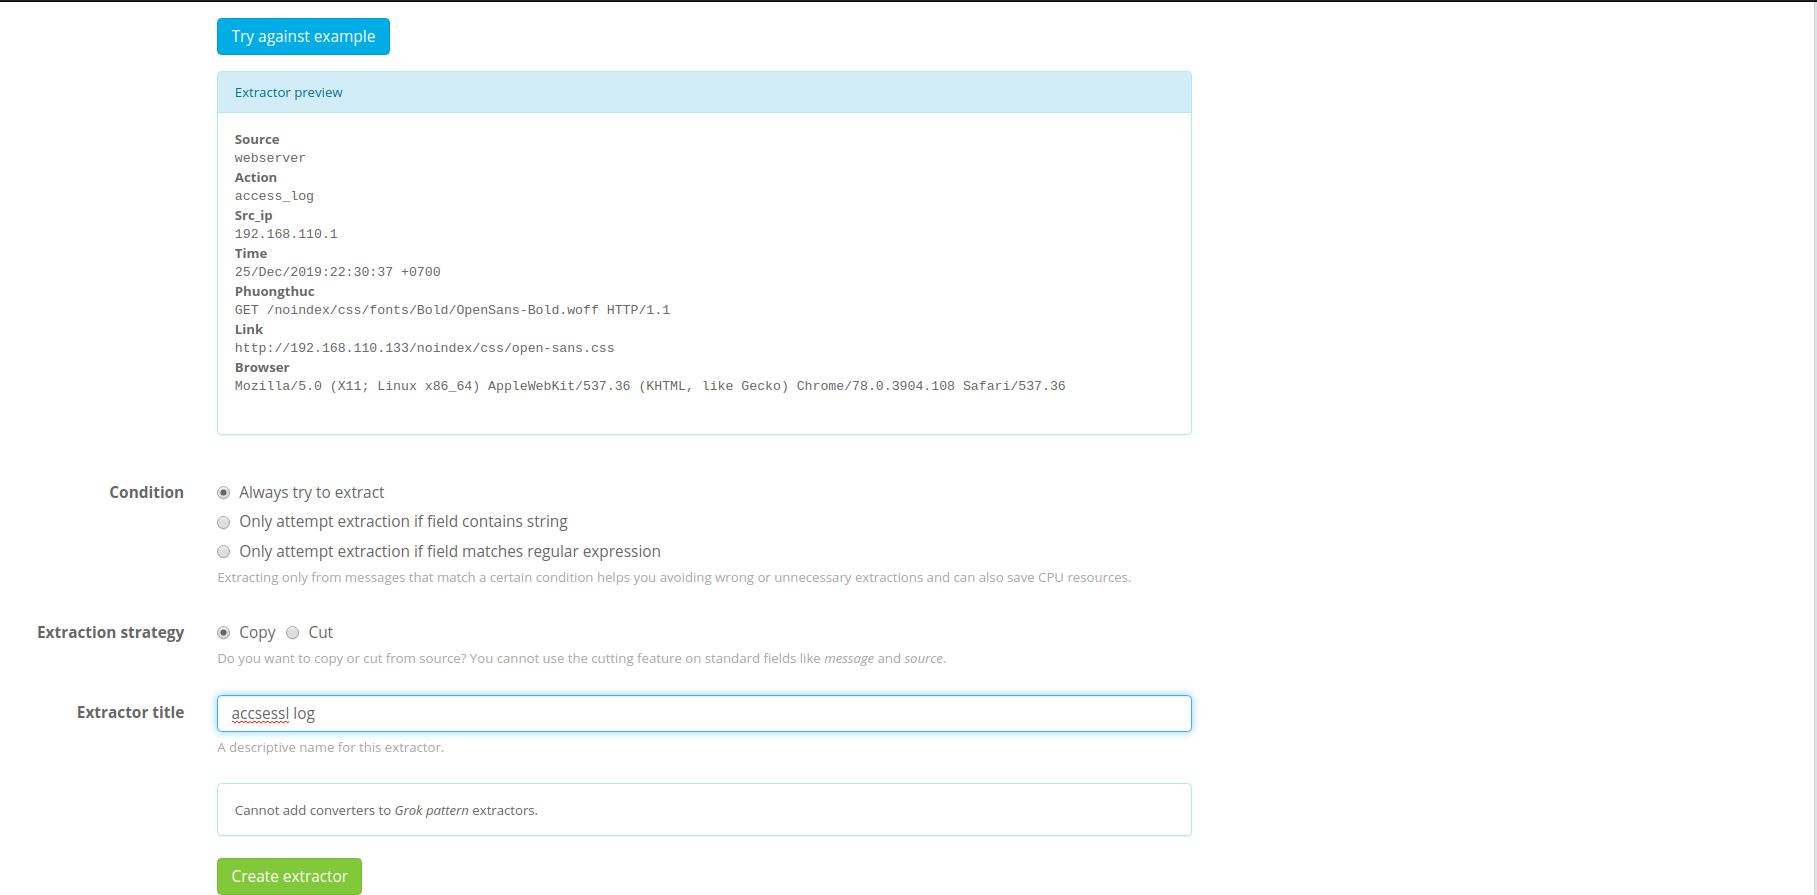 Try against example
Extractor preview
Source
webserver
Action
access_log
Src_ip
192.168.110.1
Time
25/Dec/2019:22:30:37 +0700
Phuongthuc
GET /noindex/css/fonts/Bold/OpenSans-Bold.woff HTTP/1.1
Link
http://192.168.110.133/noindex/css/open-sans.css
Browser
Mozilla/5.0 (X11; Linux x86_64) AppleWebKit/537.36 (KHTML, like Gecko) Chrome/78.0.3904.108 Safari/537.36
Condition
Always try to extract
Only attempt extraction if field contains string
Only attempt extraction if field matches regular expression
Extracting only from messages that match a certain condition helps you avoiding wrong or unnecessary extractions and can also save CPU resources.
Extraction strategy
Copy Cut
Do you want to copy or cut from source? You cannot use the cutting feature on standard fields like message and source.
Extractor title
accsessl log
A descriptive name for this extractor.
Cannot add converters to Grok pattern extractors.
Create extractor